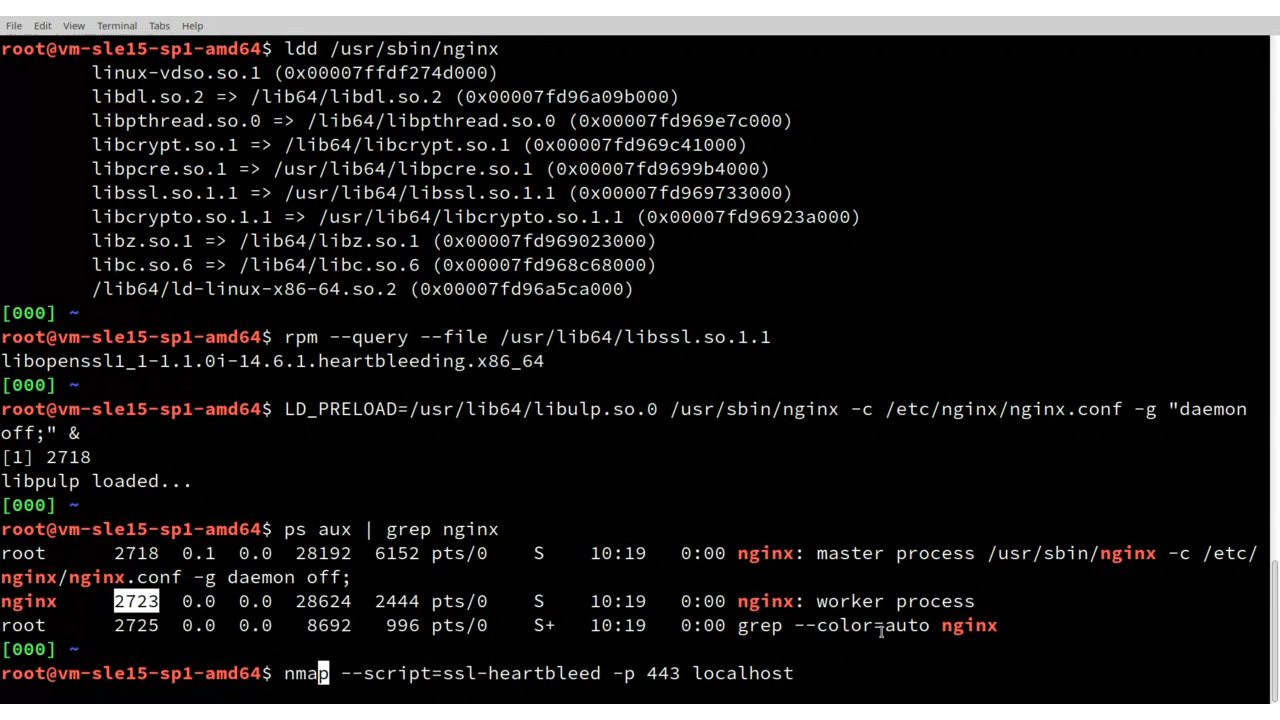 File Edit View Terminal Tabs Help
root@vm-sle15-sp1-amd64$ ldd /usr/sbin/nginx
linux-vdso.so.1 (0x00007ffdf274d000)
libdl.so.2 => /lib64/libdl.so.2 (0x00007fd96a09b000)
libpthread.so.0 => /lib64/libpthread.so.0 (0x00007fd969e7c000)
libcrypt.so.1 => /lib64/libcrypt.so.1 (0x00007fd969c41000)
libpcre.so.1 => /usr/lib64/libpcre.so.1 (0x00007fd9699b4000)
libssl.so.1.1 => /usr/lib64/libssl.so.1.1 (0x00007fd969733000)
libcrypto.so.1.1 => /usr/lib64/libcrypto.so.1.1 (0x00007fd96923a000)
libz.so.1 => /lib64/libz.so.1 (0x00007fd969023000)
libc.so.6 => /lib64/libc.so.6 (0x00007fd968c68000)
/lib64/ld-linux-x86-64.so.2 (0x00007fd96a5ca000)
[000] ~
root@vm-sle15-sp1-amd64$ rpm --query --file /usr/lib64/libssl.so.1.1
libopenssl1_1-1.1.0i-14.6.1.heartbleeding.x86_64
[000] ~
root@vm-sle15-sp1-amd64$ LD_PRELOAD=/usr/lib64/libulp.so.0 /usr/sbin/nginx -c /etc/nginx/nginx.conf -g "daemon
off;" &
[1] 2718
libpulp loaded...
[000] ~
root@vm-sle15-sp1-amd64$ ps aux | grep nginx
root 2718 0.1 0.0 28192 6152 pts/0 S 10:19 0:00 nginx: master process /usr/sbin/nginx -c /etc/
nginx/nginx.conf -g daemon off;
nginx 2723 0.0 0.0 28624 2444 pts/0 S 10:19 0:00 nginx: worker process
root 2725 0.0 0.0 8692 996 pts/0 S+ 10:19 0:00 grep --color=auto nginx
[000] ~
root@vm-sle15-sp1-amd64$ nmap --script=ssl-heartbleed -p 443 localhost